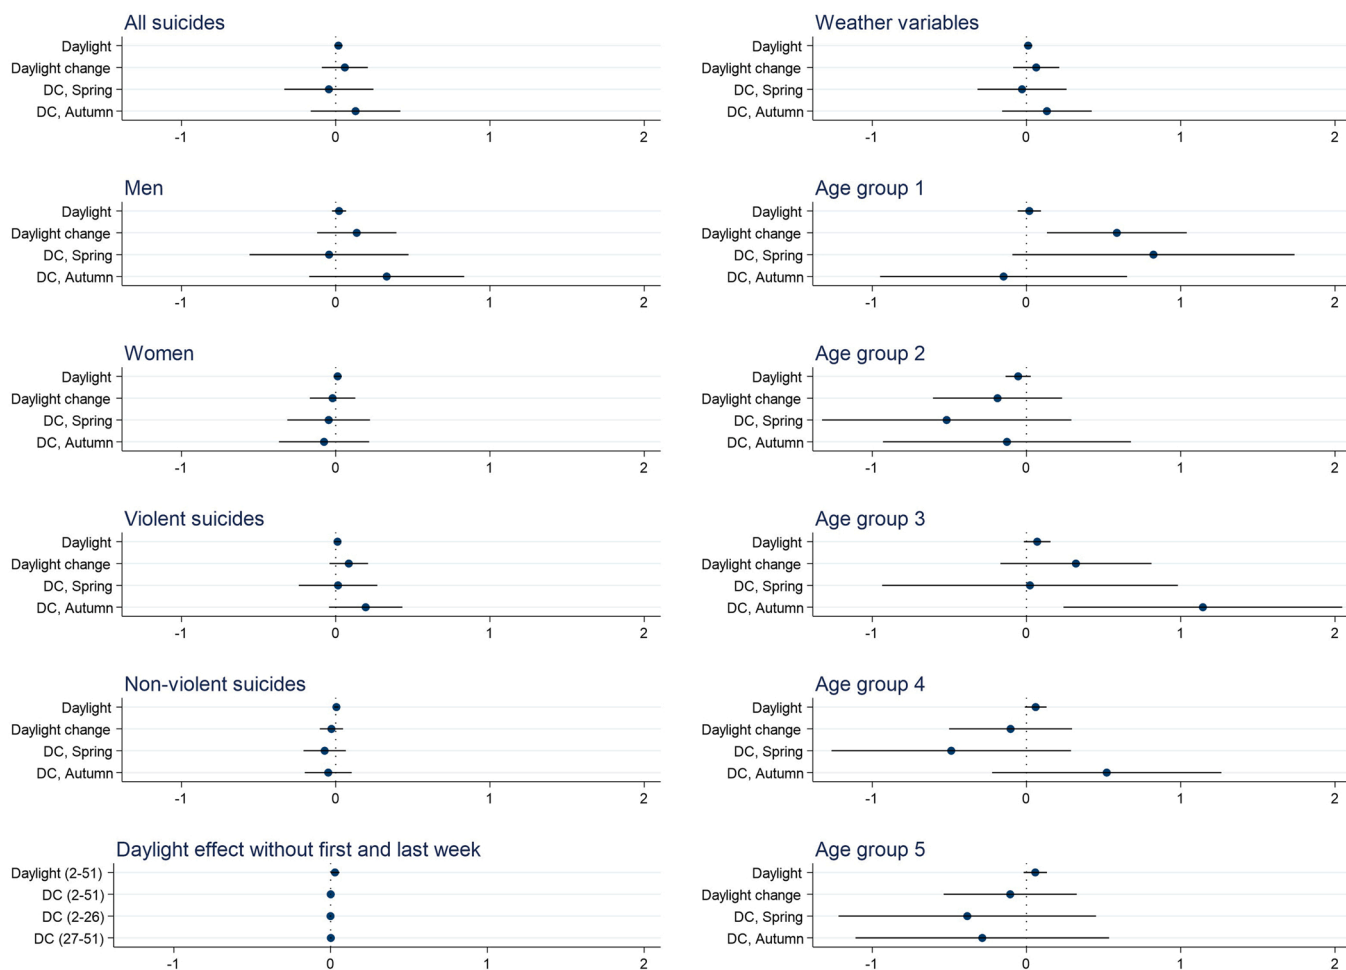 All suicides
Daylight
Daylight change
DC, Spring
DC, Autumn
-1 0 1 2
Men
Daylight
Daylight change
DC, Spring
DC, Autumn
-1 0 1 2
Women
Daylight
Daylight change
DC, Spring
DC, Autumn
-1 0 1 2
Violent suicides
Daylight
Daylight change
DC, Spring
DC, Autumn
-1 0 1 2
Non-violent suicides
Daylight
Daylight change
DC, Spring
DC, Autumn
-1 0 1 2
Daylight effect without first and last week
Daylight (2-51)
DC (2-51)
DC (2-26)
DC (27-51)
-1 0 1 2
Weather variables
Daylight
Daylight change
DC, Spring
DC, Autumn
-1 0 1 2
Age group 1
Daylight
Daylight change
DC, Spring
DC, Autumn
-1 0 1 2
Age group 2
Daylight
Daylight change
DC, Spring
DC, Autumn
-1 0 1 2
Age group 3
Daylight
Daylight change
DC, Spring
DC, Autumn
-1 0 1 2
Age group 4
Daylight
Daylight change
DC, Spring
DC, Autumn
-1 0 1 2
Age group 5
Daylight
Daylight change
DC, Spring
DC, Autumn
-1 0 1 2